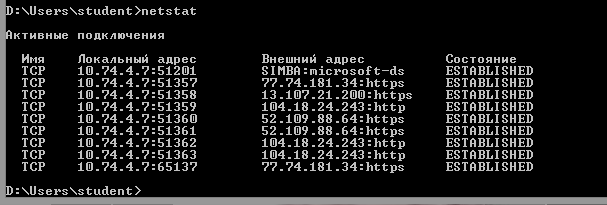 D:\Users\student>netstat
Активные подключения
Имя Локальный адрес Внешний адрес Состояние
TCP 10.74.4.7:51201 SIMBA:microsoft-ds ESTABLISHED
TCP 10.74.4.7:51357 77.74.181.34:https ESTABLISHED
TCP 10.74.4.7:51358 13.107.21.200:https ESTABLISHED
TCP 10.74.4.7:51359 104.18.24.243:http ESTABLISHED
TCP 10.74.4.7:51360 52.109.88.64:https ESTABLISHED
TCP 10.74.4.7:51361 52.109.88.64:https ESTABLISHED
TCP 10.74.4.7:51362 104.18.24.243:http ESTABLISHED
TCP 10.74.4.7:51363 104.18.24.243:http ESTABLISHED
TCP 10.74.4.7:65137 77.74.181.34:https ESTABLISHED
D:\Users\student>